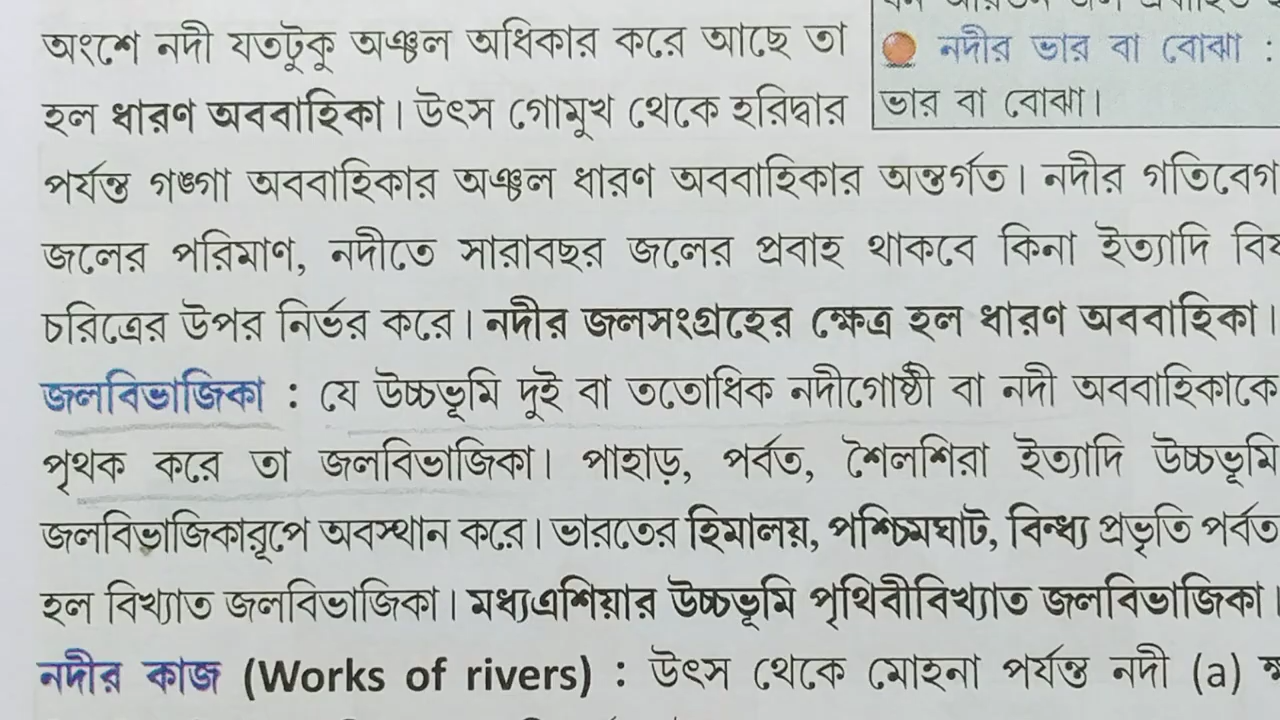 অংশে নদী যতটুকু অঞ্চল অধিকার করে আছে তা
হল ধারণ অববাহিকা। উৎস গোমুখ থেকে হরিদ্বার
নদীর ভার বা বোঝা :
ভার বা বোঝা।
পর্যন্ত গঙ্গা অববাহিকার অঞ্চল ধারণ অববাহিকার অন্তর্গত। নদীর গতিবেগ
জলের পরিমাণ, নদীতে সারাবছর জলের প্রবাহ থাকবে কিনা ইত্যাদি
চরিত্রের উপর নির্ভর করে। নদীর জলসংগ্রহের ক্ষেত্র হল ধারণ অববাহিকা।
জলবিভাজিকা : যে উচ্চভূমি দুই বা ততোধিক নদীগোষ্ঠী বা নদী অববাহিকাকে
পৃথক করে তা জলবিভাজিকা। পাহাড়, পর্বত, শৈলশিরা ইত্যাদি উচ্চভূমি
জলবিভাজিকারূপে অবস্থান করে। ভারতের হিমালয়, পশ্চিমঘাট, বিন্ধ্য প্রভৃতি পর্বত
হল বিখ্যাত জলবিভাজিকা। মধ্যএশিয়ার উচ্চভূমি পৃথিবীবিখ্যাত জলবিভাজিকা।
নদীর কাজ (Works of rivers) : উৎস থেকে মোহনা পর্যন্ত নদী (a)